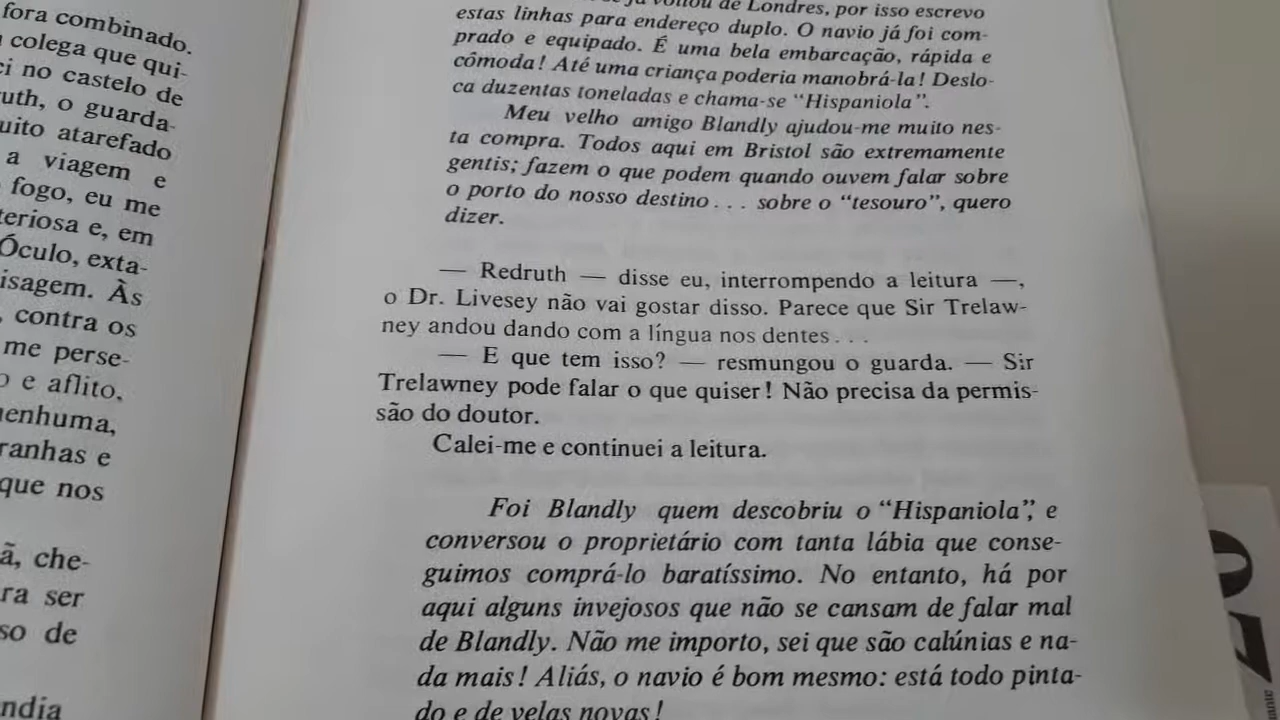 fora combinado.
colega que qui-
no castelo de
o guarda-
atarefado
a viagem e
fogo, eu me
e, em
Óculo, exta-
Às
contra os
me perse-
e aflito,
que nos
che-
ra ser
so de
voltou de Londres, por isso escrevo
estas linhas para endereço duplo. O navio já foi com-
prado e equipado. É uma bela embarcação, rápida e
cômoda! Até uma criança poderia manobrá-la! Deslo-
ca duzentas toneladas e chama-se “Hispaniola”.
Meu velho amigo Blandly ajudou-me muito nes-
ta compra. Todos aqui em Bristol são extremamente
gentis; fazem o que podem quando ouvem falar sobre
o porto do nosso destino... sobre o “tesouro”, quero
dizer.
— Redruth — disse eu, interrompendo a leitura —,
o Dr. Livesey não vai gostar disso. Parece que Sir Trelaw-
ney andou dando com a língua nos dentes...
— E que tem isso? — resmungou o guarda. — Sir
Trelawney pode falar o que quiser! Não precisa da permis-
são do doutor.
Calei-me e continuei a leitura.
Foi Blandly quem descobriu o “Hispaniola”, e
conversou o proprietário com tanta lábia que conse-
guimos comprá-lo baratíssimo. No entanto, há por
aqui alguns invejosos que não se cansam de falar mal
de Blandly. Não me importo, sei que são calúnias e na-
da mais! Aliás, o navio é bom mesmo: está todo pinta-
do e de velas novas!